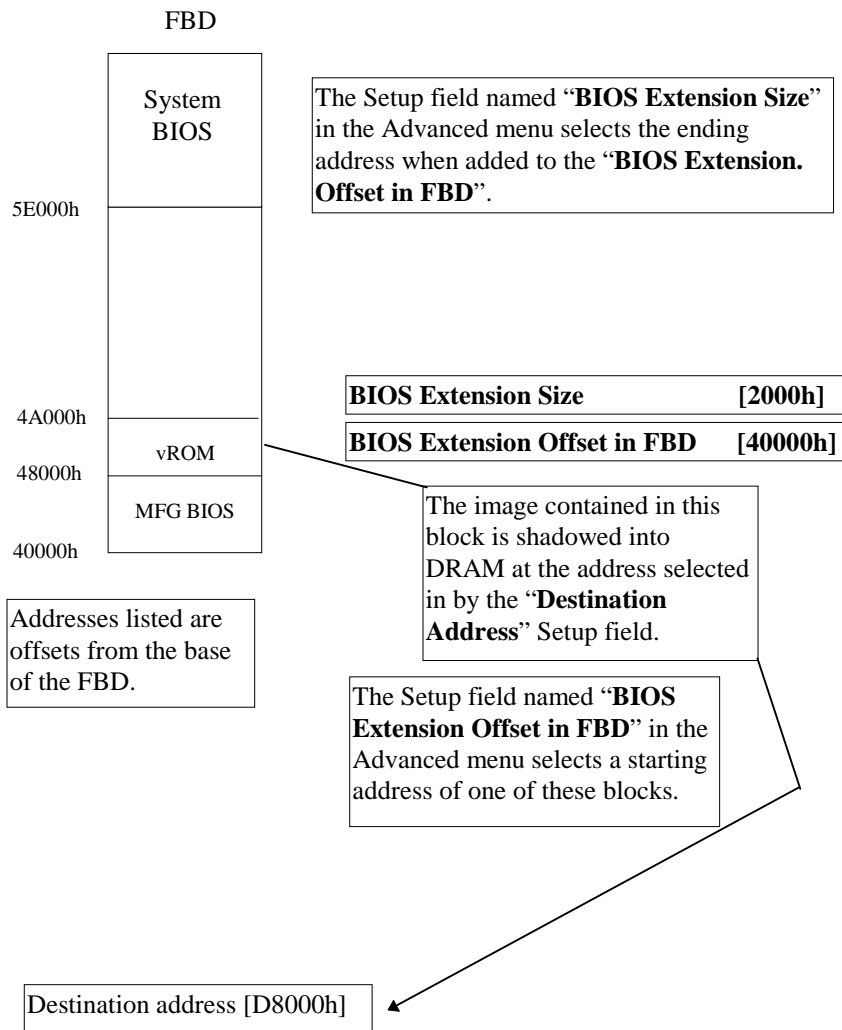 FBD
System
BIOS
The Setup field named “BIOS Extension Size”
in the Advanced menu selects the ending
address when added to the “BIOS Extension.
Offset in FBD”.
5E000h
BIOS Extension Size [2000h]
4A000h
BIOS Extension Offset in FBD [40000h]
vROM
48000h
MFG BIOS
40000h
The image contained in this
block is shadowed into
DRAM at the address selected
in by the “Destination
Address” Setup field.
Addresses listed are
offsets from the base
of the FBD.
The Setup field named “BIOS
Extension Offset in FBD” in the
Advanced menu selects a starting
address of one of these blocks.
Destination address [D8000h]